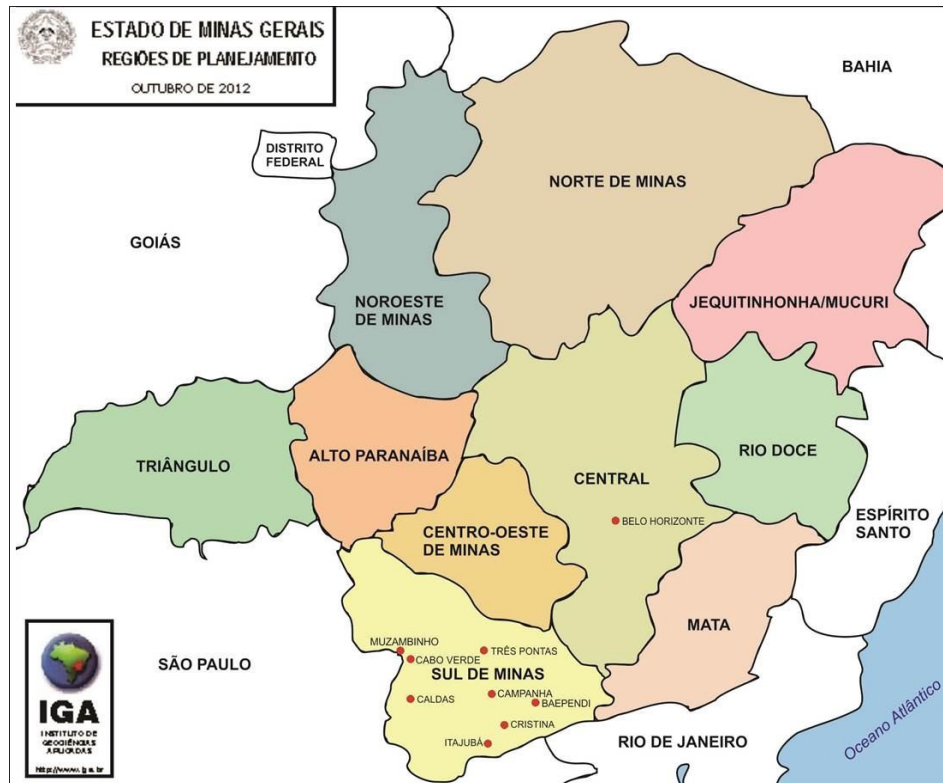 ESTADO DE MINAS GERAIS
REGIÕES DE PLANEJAMENTO
OUTUBRO DE 2012
BAHIA
DISTRITO
FEDERAL
NORTE DE MINAS
GOIÁS
NOROESTE
DE MINAS
JEQUITINHONHA/MUCURI
TRIÂNGULO
ALTO PARANAÍBA
CENTRAL
RIO DOCE
BELO HORIZONTE
ESPÍRITO
SANTO
CENTRO-OESTE
DE MINAS
MATA
MUZAMBINHO
TRÊS PONTAS
CABO VERDE
SÃO PAULO
SUL DE MINAS
CAMPANHA
CALDAS
BAEPENDI
CRISTINA
ITAJUBÁ
RIO DE JANEIRO
Oceano Atlântico
IGA
INSTITUTO DE
GEOCIÊNCIAS
APLICADAS